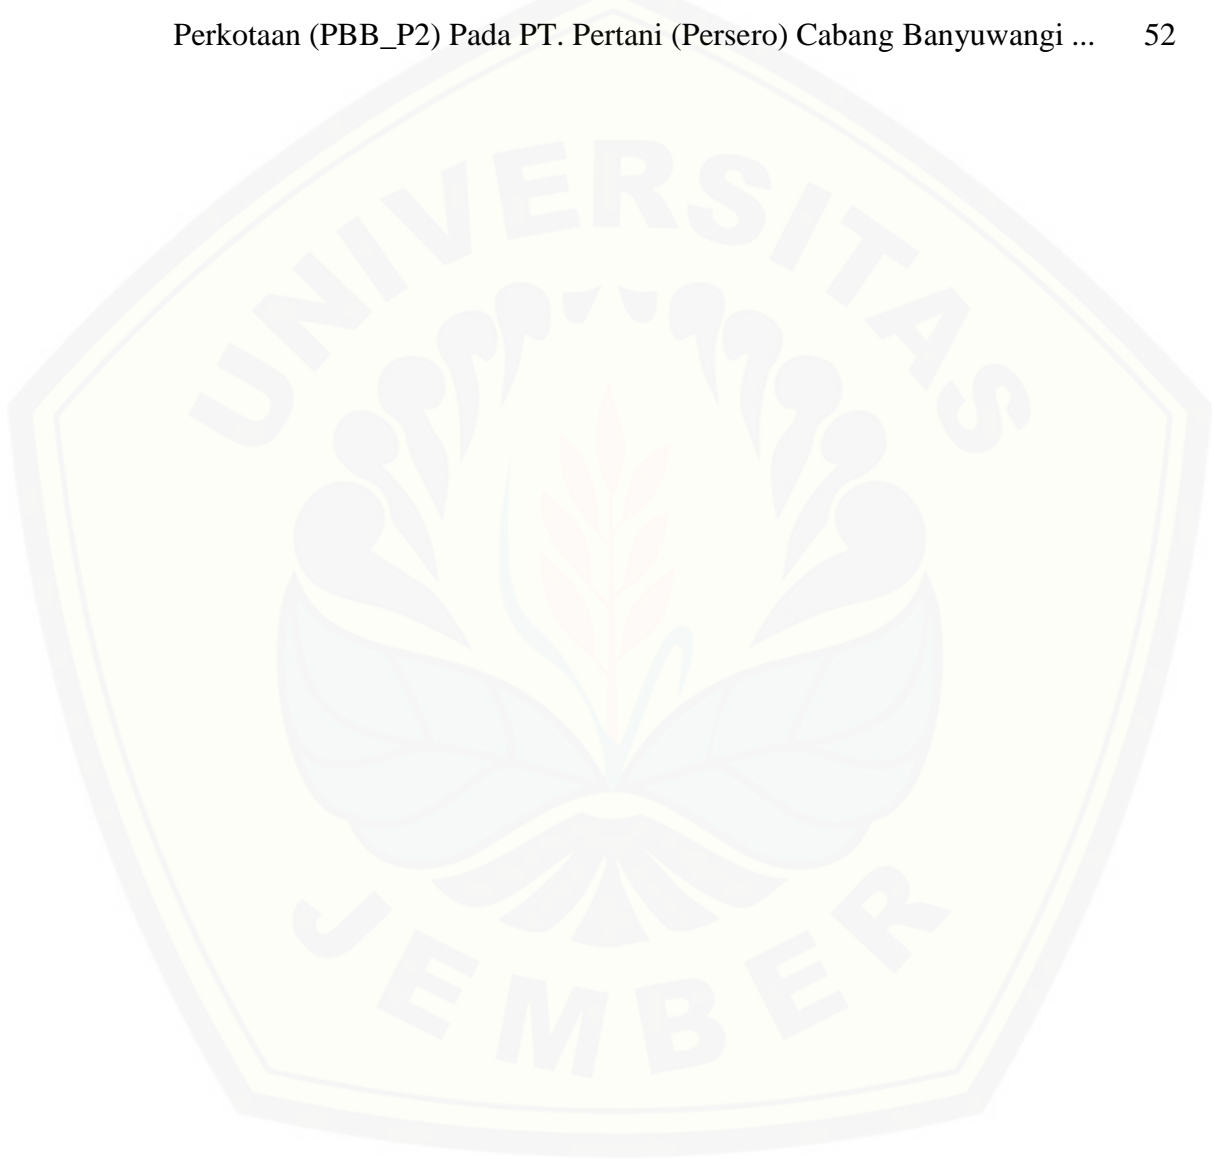 Perkotaan (PBB_P2) Pada PT. Pertani (Persero) Cabang Banyuwangi ... 52
UNIVERSITAS
JEMBER